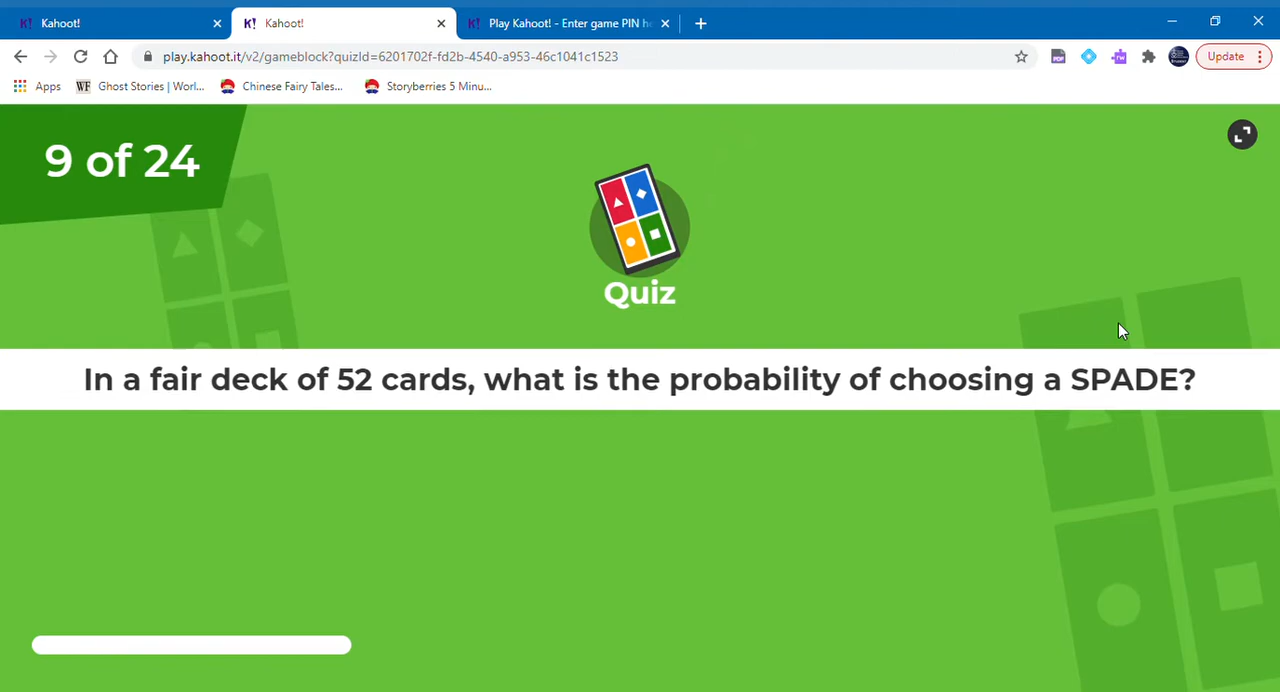 Kahoot!
Kahoot!
Play Kahoot! - Enter game PIN he
play.kahoot.it/v2/gameblock?quizId=6201702f-fd2b-4540-a953-46c1041c1523
Update
Apps
WF Ghost Stories | Worl...
Chinese Fairy Tales...
Storyberries 5 Minu...
9 of 24
Quiz
In a fair deck of 52 cards, what is the probability of choosing a SPADE?